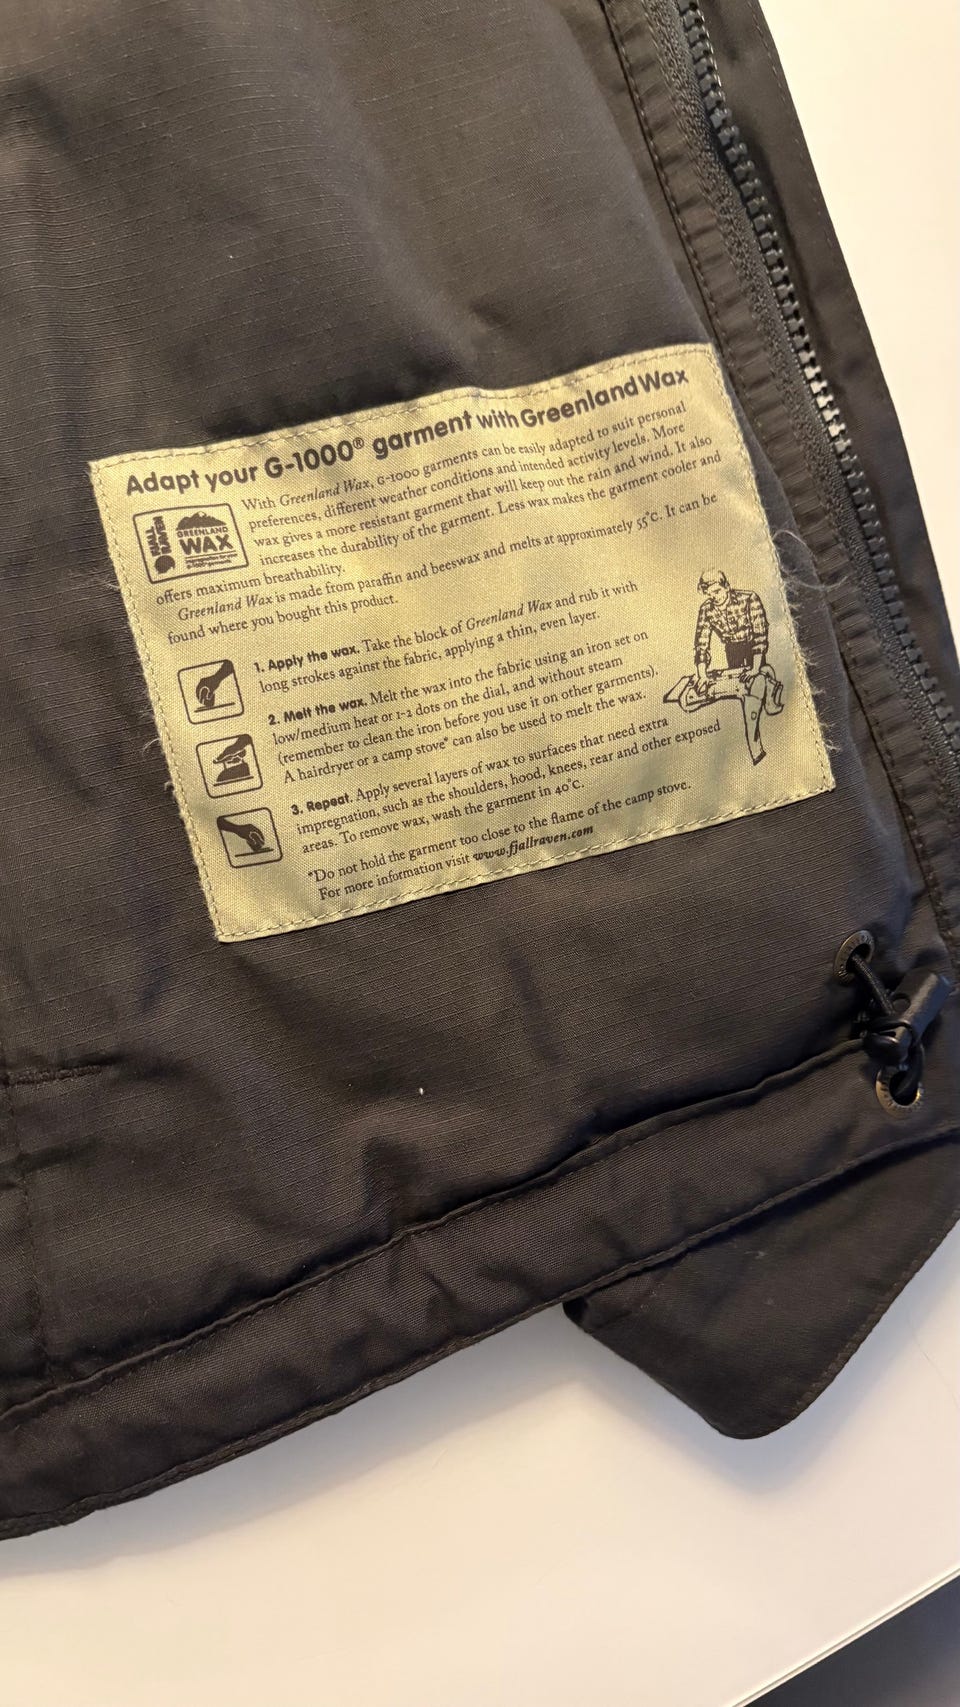 Adapt your G-1000® garment with Greenland Wax
FJÄLL
RÄVEN
GREENLAND
WAX
With Greenland Wax, G-1000 garments can be easily adapted to suit personal
preferences, different weather conditions and intended activity levels. More
wax gives a more resistant garment that will keep out the rain and wind. It also
increases the durability of the garment. Less wax makes the garment cooler and
offers maximum breathability.
Greenland Wax is made from paraffin and beeswax and melts at approximately 55°C. It can be
found where you bought this product.
1. Apply the wax. Take the block of Greenland Wax and rub it with
long strokes against the fabric, applying a thin, even layer.
2. Melt the wax. Melt the wax into the fabric using an iron set on
low/medium heat or 1-2 dots on the dial, and without steam
(remember to clean the iron before you use it on other garments).
A hairdryer or a camp stove* can also be used to melt the wax.
3. Repeat. Apply several layers of wax to surfaces that need extra
impregnation, such as the shoulders, hood, knees, rear and other exposed
areas. To remove wax, wash the garment in 40°C.
*Do not hold the garment too close to the flame of the camp stove.
For more information visit www.fjallraven.com